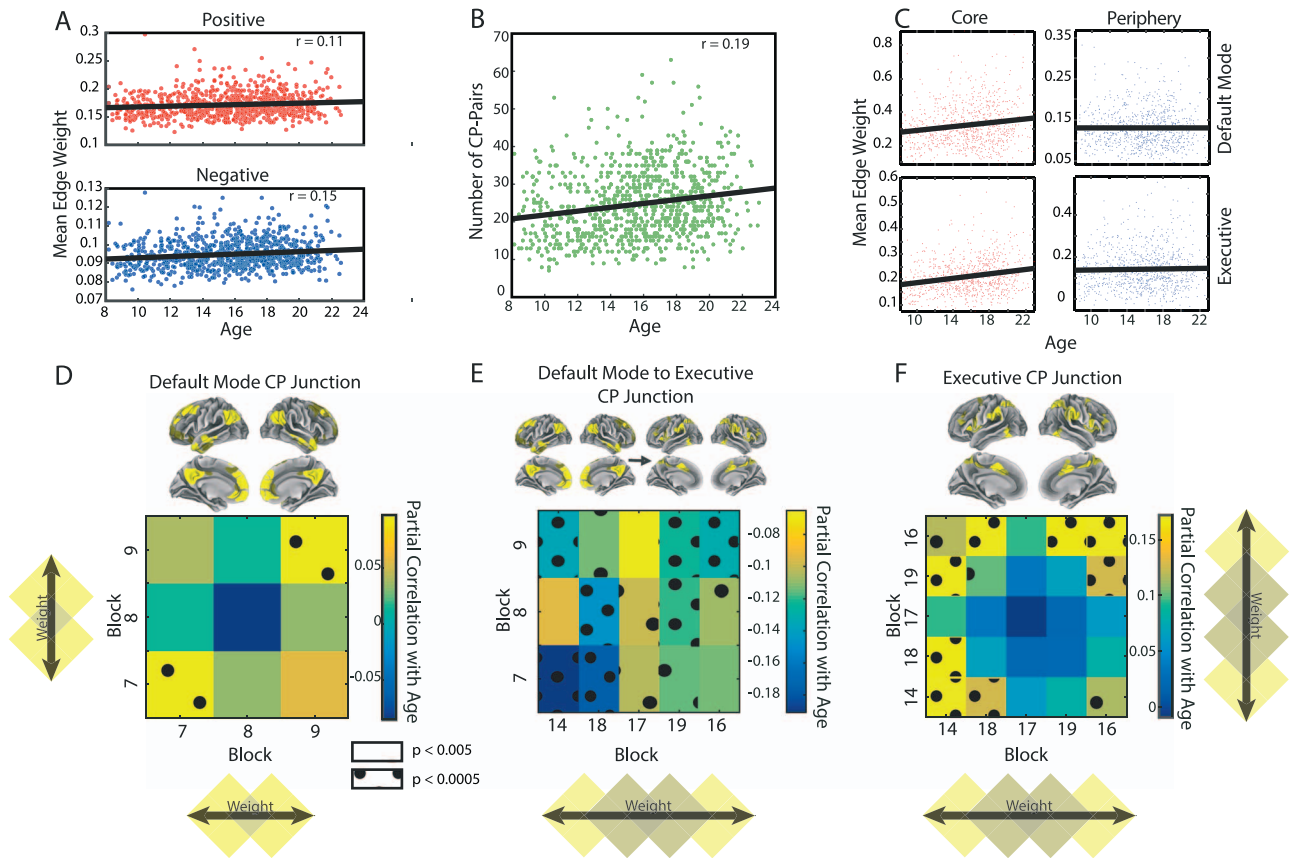 A
Positive
r = 0.11
0.3
0.25
0.2
0.15
0.1
Negative
r = 0.15
0.13
0.12
0.11
0.1
0.09
0.08
0.07
Mean Edge Weight
8 10 12 14 16 18 20 22 24
Age
B
r = 0.19
70
60
50
40
30
20
10
0
Number of CP-Pairs
8 10 12 14 16 18 20 22 24
Age
C
Core
Periphery
0.8
0.6
0.4
0.2
0.35
0.25
0.15
0.05
Default Mode
0.6
0.5
0.4
0.3
0.2
0.1
0.4
0.2
0
Executive
Mean Edge Weight
10 14 18 22
10 14 18 22
Age
D
Default Mode CP Junction
Weight
Block
9
8
7
7 8 9
Block
0.05
0
-0.05
Partial Correlation with Age
p < 0.005
p < 0.0005
Weight
E
Default Mode to Executive
CP Junction
Block
9
8
7
14 18 17 19 16
Block
-0.08
-0.1
-0.12
-0.14
-0.16
-0.18
Partial Correlation with Age
Weight
F
Executive CP Junction
Block
16
19
17
18
14
14 18 17 19 16
Block
0.15
0.1
0.05
0
Partial Correlation with Age
Weight
Weight